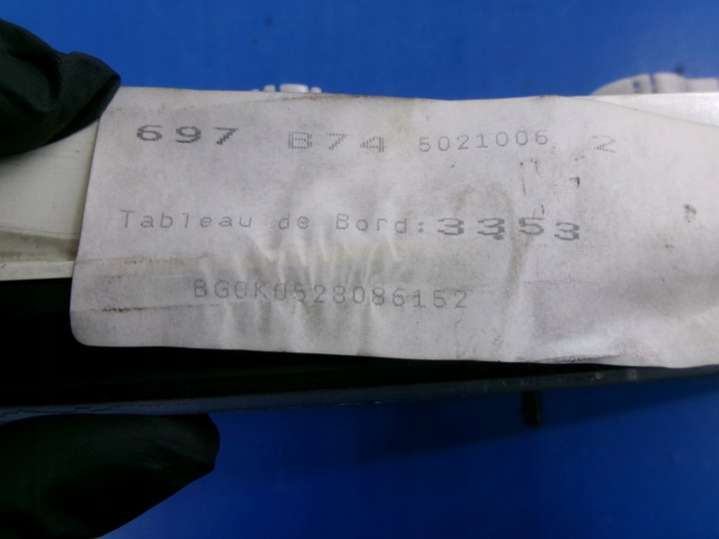 697 B74 5021006 2
Tableau de Bord: 3353
BG0K0528086152